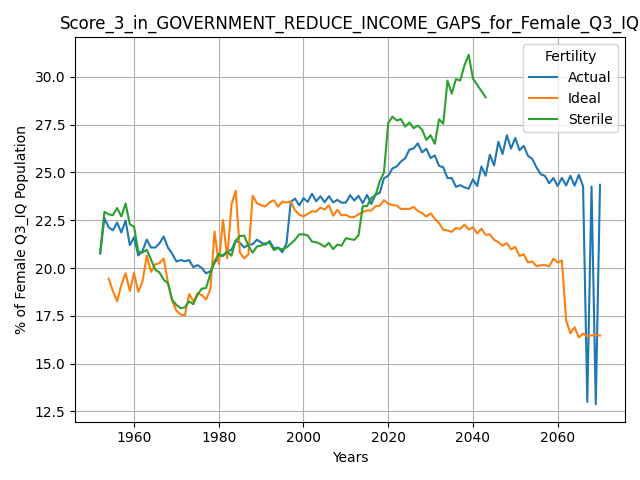 Score_3_in_GOVERNMENT_REDUCE_INCOME_GAPS_for_Female_Q3_IQ
Fertility
Actual
Ideal
Sterile
% of Female Q3_IQ Population
30.0
27.5
25.0
22.5
20.0
17.5
15.0
12.5
1960
1980
2000
2020
2040
2060
Years